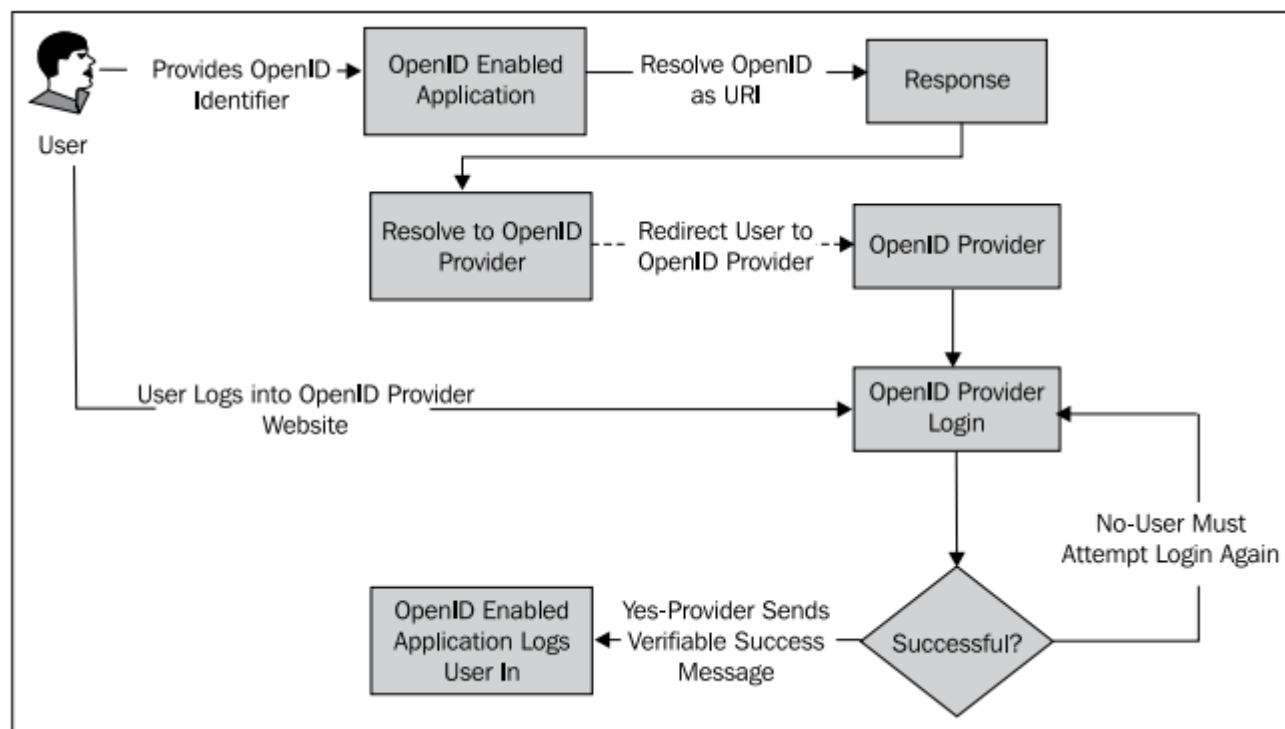 Provides OpenID
Identifier
OpenID Enabled
Application
Resolve OpenID
as URI
Response
User
Resolve to OpenID
Provider
Redirect User to
OpenID Provider
OpenID Provider
User Logs into OpenID Provider
Website
OpenID Provider
Login
No-User Must
Attempt Login Again
OpenID Enabled
Application Logs
User In
Yes-Provider Sends
Verifiable Success
Message
Successful?